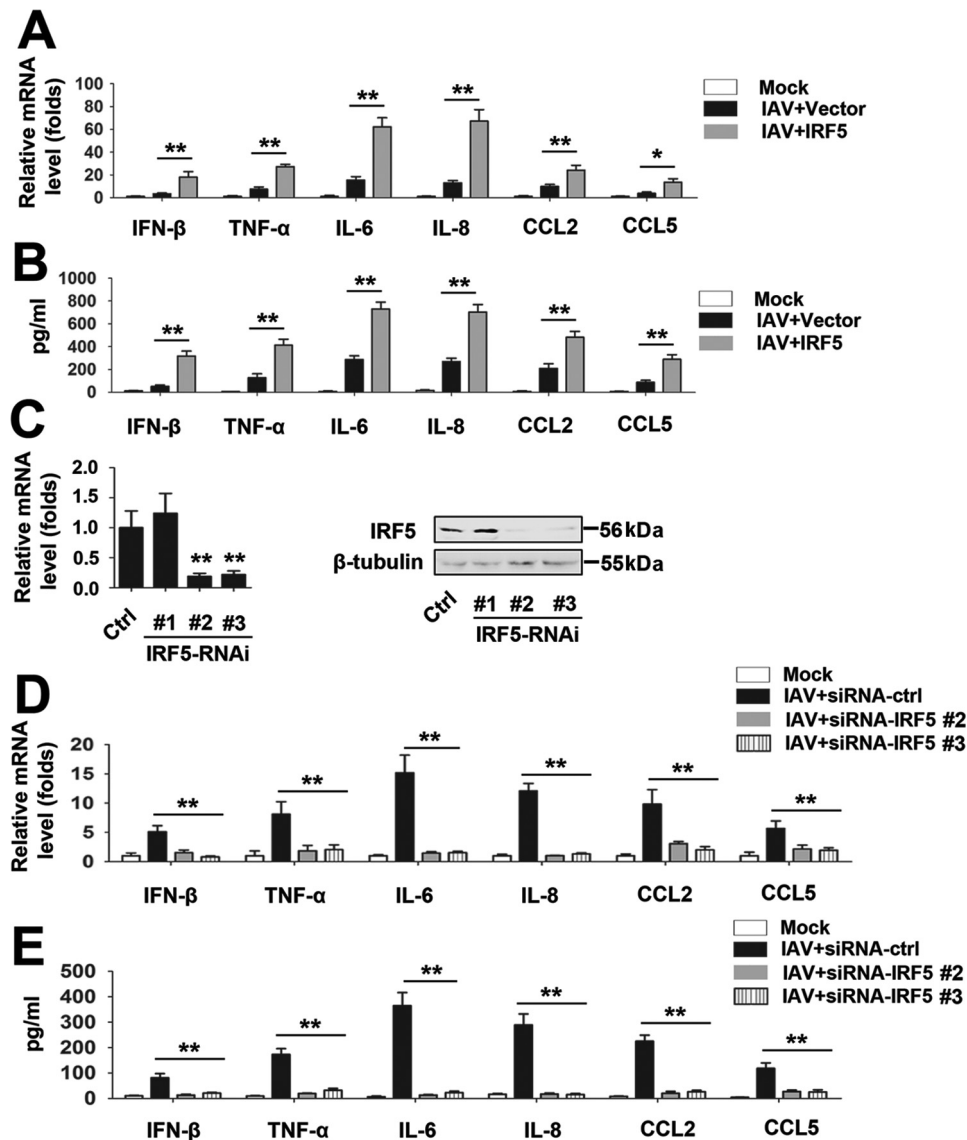 A
Relative mRNA
level (folds)
100
80
60
40
20
0
** ** ** ** ** *
IFN-β TNF-α IL-6 IL-8 CCL2 CCL5
Mock
IAV+Vector
IAV+IRF5
B
pg/ml
1000
800
600
400
200
0
** ** ** ** ** **
IFN-β TNF-α IL-6 IL-8 CCL2 CCL5
Mock
IAV+Vector
IAV+IRF5
C
Relative mRNA
level (folds)
2.0
1.5
1.0
0.5
0.0
** **
Ctrl #1 #2 #3
IRF5-RNAi
IRF5 56kDa
β-tubulin 55kDa
Ctrl #1 #2 #3
IRF5-RNAi
D
Mock
IAV+siRNA-ctrl
IAV+siRNA-IRF5 #2
IAV+siRNA-IRF5 #3
Relative mRNA
level (folds)
20
15
10
5
0
** ** ** ** ** **
IFN-β TNF-α IL-6 IL-8 CCL2 CCL5
E
Mock
IAV+siRNA-ctrl
IAV+siRNA-IRF5 #2
IAV+siRNA-IRF5 #3
pg/ml
500
400
300
200
100
0
** ** ** ** ** **
IFN-β TNF-α IL-6 IL-8 CCL2 CCL5